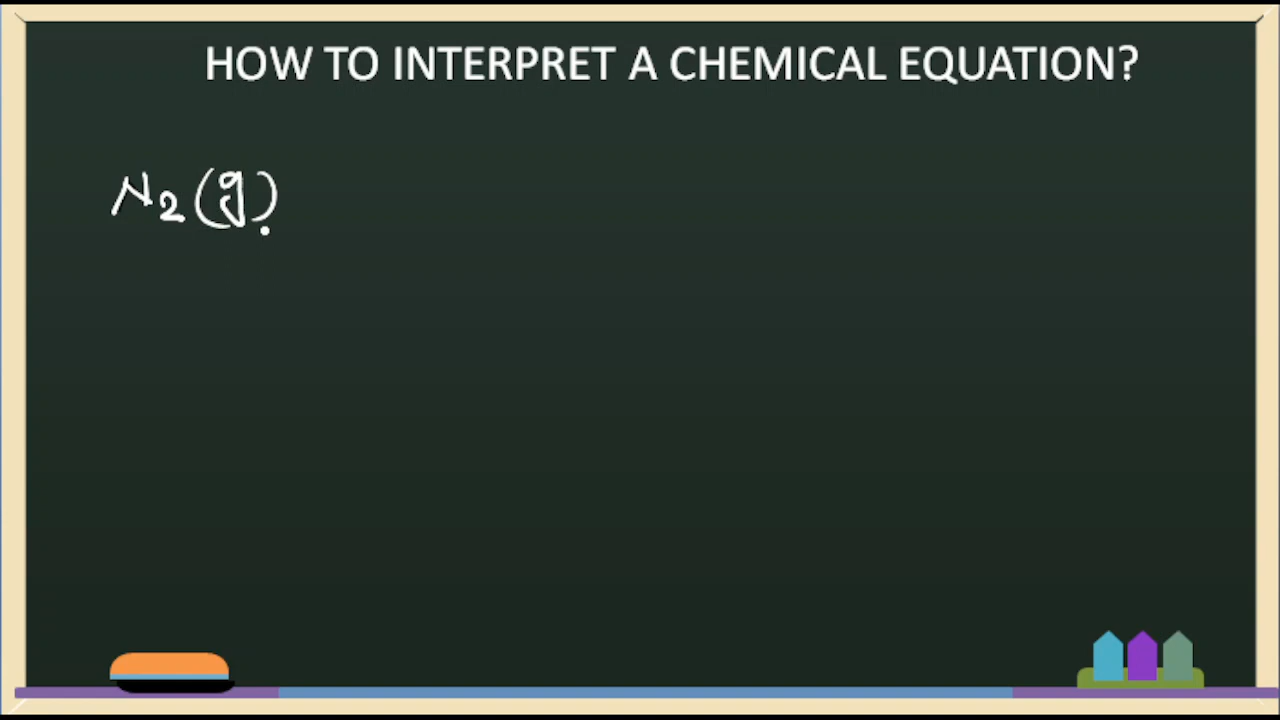 HOW TO INTERPRET A CHEMICAL EQUATION?
N₂(g)